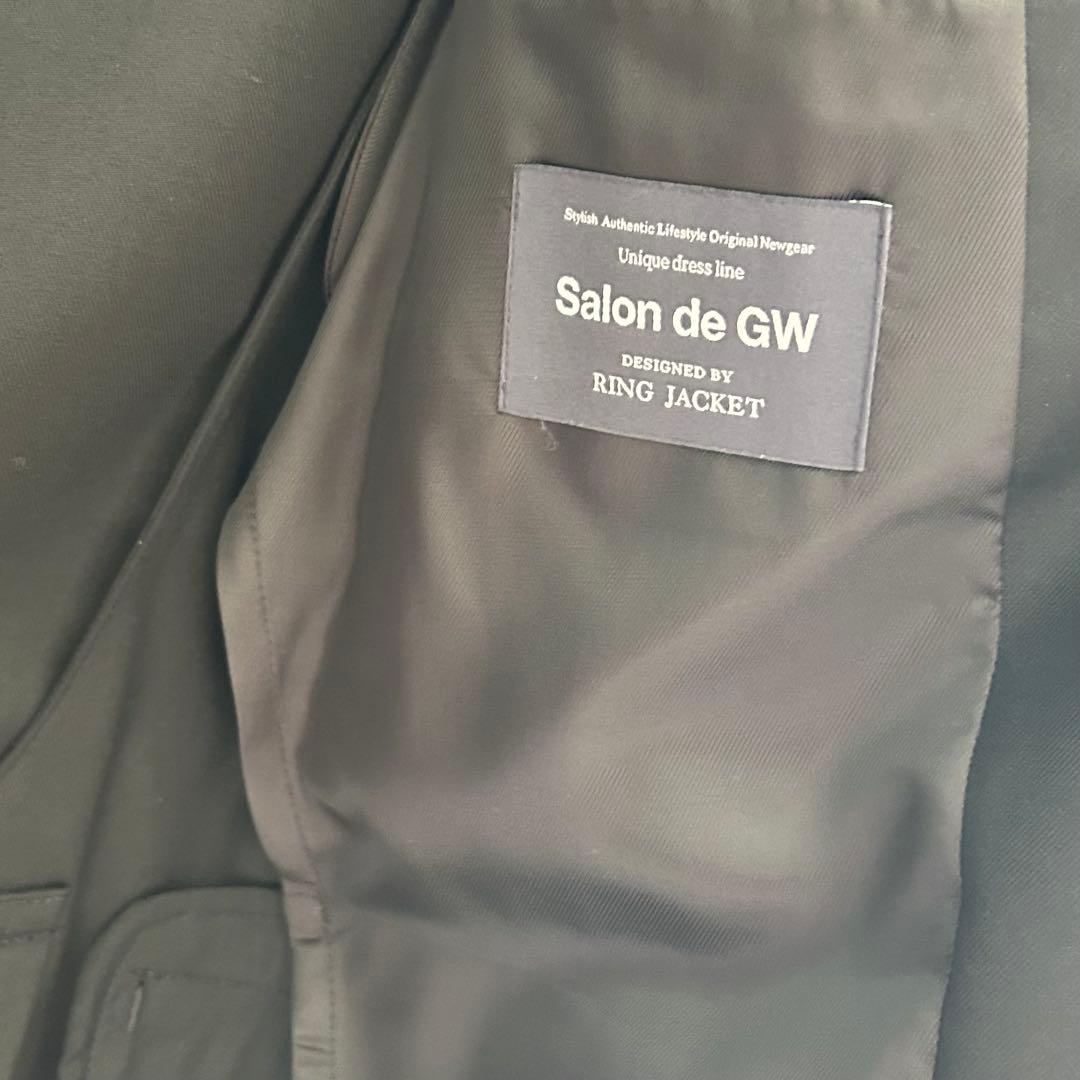 Stylish Authentic Lifestyle Original Newgear
Unique dress line
Salon de GW
DESIGNED BY
RING JACKET